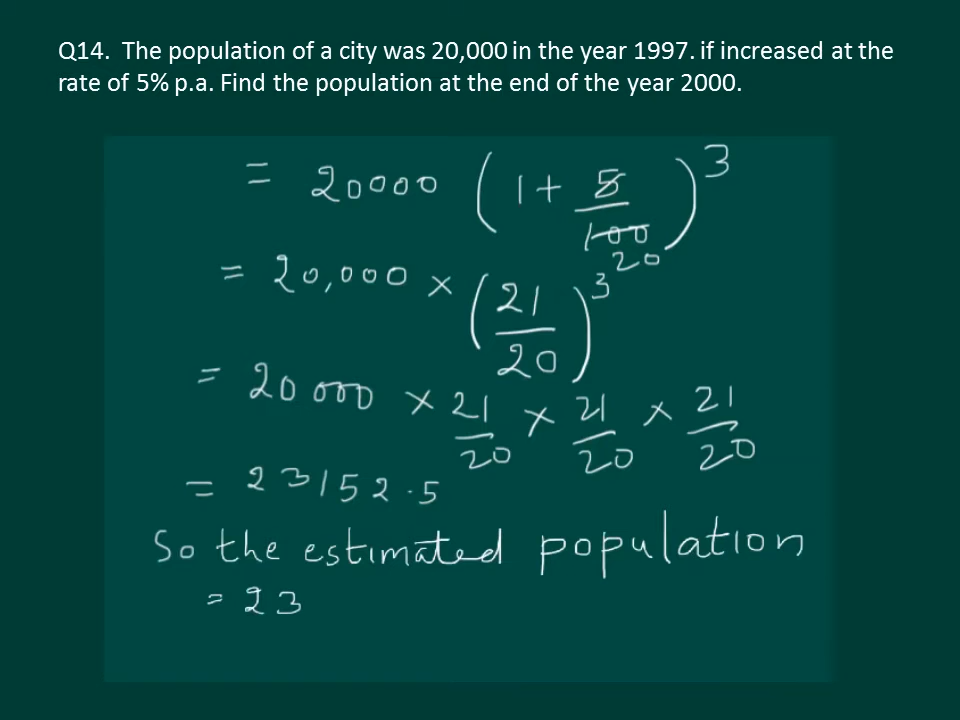 Q14. The population of a city was 20,000 in the year 1997. if increased at the
rate of 5% p.a. Find the population at the end of the year 2000.
= 20000 (1 + 5/100)^3
20
= 20,000 × (21/20)^3
= 20000 × 21/20 × 21/20 × 21/20
= 23152.5
So the estimated population
= 23